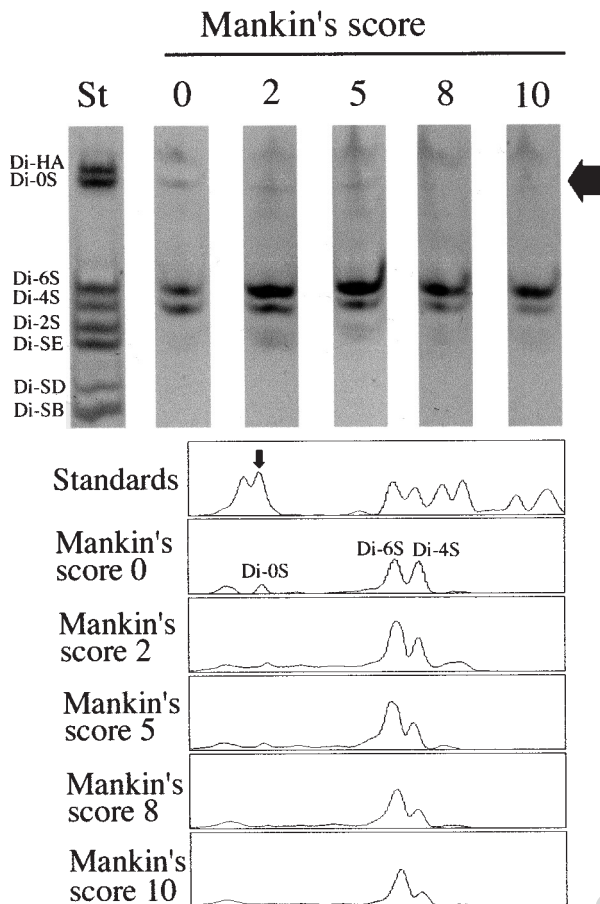 Mankin's score
St 0 2 5 8 10
Di-HA
Di-0S
Di-6S
Di-4S
Di-2S
Di-SE
Di-SD
Di-SB
Standards
Mankin's
score 0
Di-0S
Di-6S Di-4S
Mankin's
score 2
Mankin's
score 5
Mankin's
score 8
Mankin's
score 10